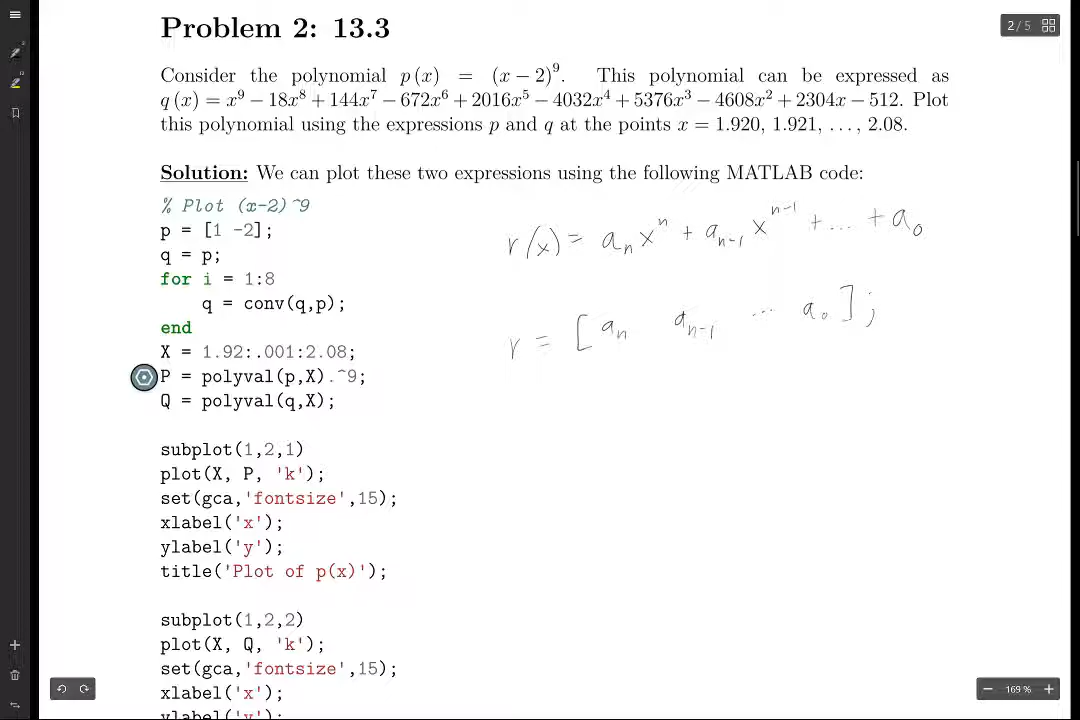 Problem 2: 13.3
2 / 5
Consider the polynomial p (x) = (x − 2)^9. This polynomial can be expressed as
q (x) = x^9 − 18x^8 + 144x^7 − 672x^6 + 2016x^5 − 4032x^4 + 5376x^3 − 4608x^2 + 2304x − 512. Plot
this polynomial using the expressions p and q at the points x = 1.920, 1.921, ..., 2.08.
Solution: We can plot these two expressions using the following MATLAB code:
% Plot (x-2)^9
p = [1 -2];
q = p;
for i = 1:8
q = conv(q,p);
end
X = 1.92:.001:2.08;
P = polyval(p,X).^9;
Q = polyval(q,X);
r(x) = a_n x^n + a_{n-1} x^{n-1} + ... + a_0
r = [a_n a_{n-1} ... a_0];
subplot(1,2,1)
plot(X, P, 'k');
set(gca,'fontsize',15);
xlabel('x');
ylabel('y');
title('Plot of p(x)');
subplot(1,2,2)
plot(X, Q, 'k');
set(gca,'fontsize',15);
xlabel('x');
ylabel('y');
169 %